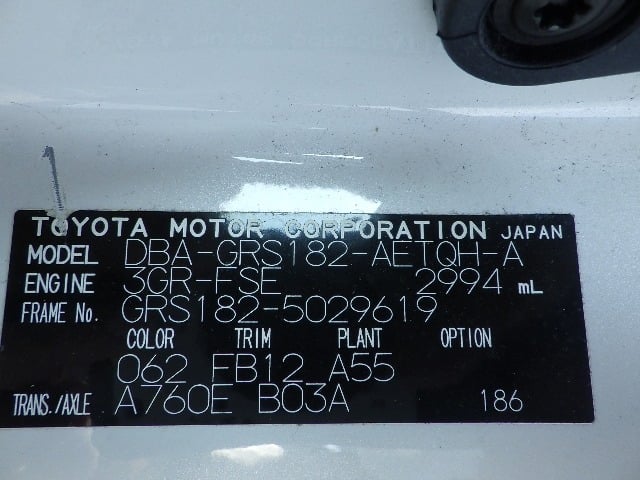 TOYOTA MOTOR CORPORATION JAPAN
MODEL DBA-GRS182-AETQH-A
ENGINE 3GR-FSE 2994 mL
FRAME No. GRS182-5029619
COLOR TRIM PLANT OPTION
062 FB12 A55
TRANS./AXLE A760E B03A 186